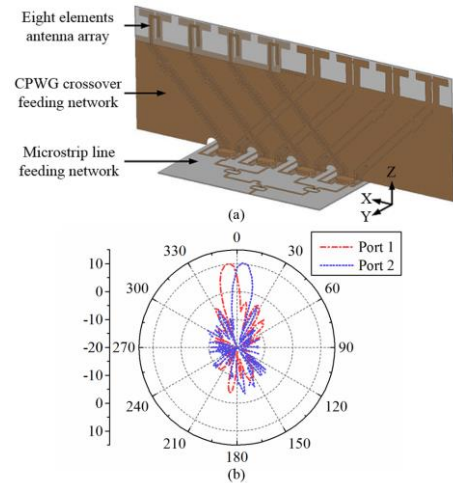 Eight elements
antenna array
CPWG crossover
feeding network
Microstrip line
feeding network
Z
X
Y
(a)
0
330
30
Port 1
Port 2
10
300
60
0
-10
-20
270
90
-10
0
240
120
10
210
150
180
(b)